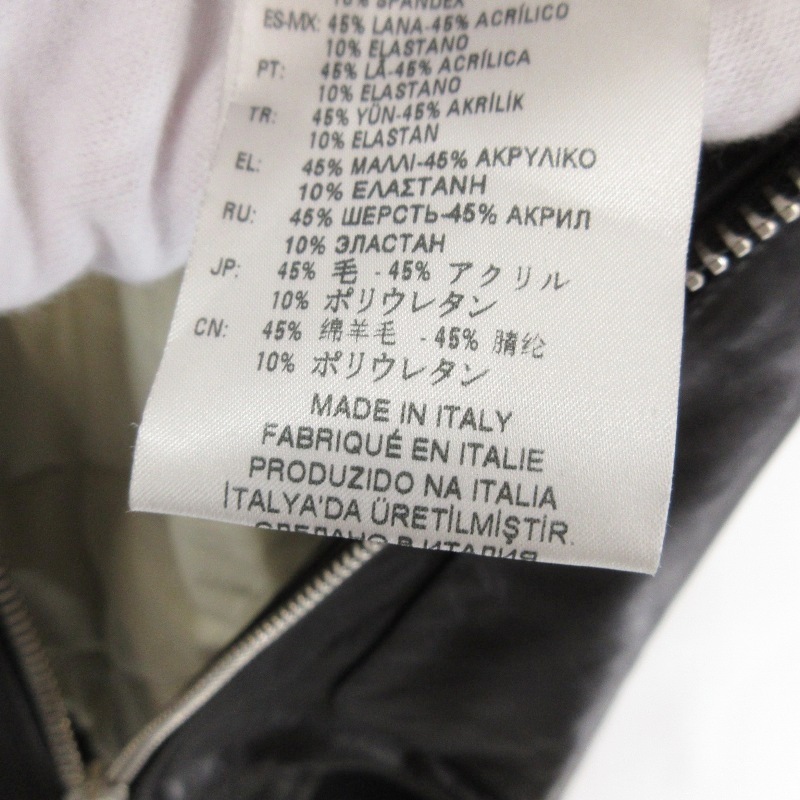 10% SPANDEX
ES-MX: 45% LANA-45% ACRÍLICO
10% ELASTANO
PT: 45% LÃ-45% ACRÍLICA
10% ELASTANO
TR: 45% YÜN-45% AKRİLİK
10% ELASTAN
EL: 45% ΜΑΛΛΙ-45% ΑΚΡΥΛΙΚΟ
10% ΕΛΑΣΤΑΝΗ
RU: 45% ШЕРСТЬ-45% АКРИЛ
10% ЭЛАСТАН
JP: 45% 毛 - 45% アクリル
10% ポリウレタン
CN: 45% 绵羊毛 - 45% 腈纶
10% ポリウレタン
MADE IN ITALY
FABRIQUÉ EN ITALIE
PRODUZIDO NA ITALIA
İTALYA'DA ÜRETİLMİŞTİR.
СДЕЛАНО В ИТАЛИЯ